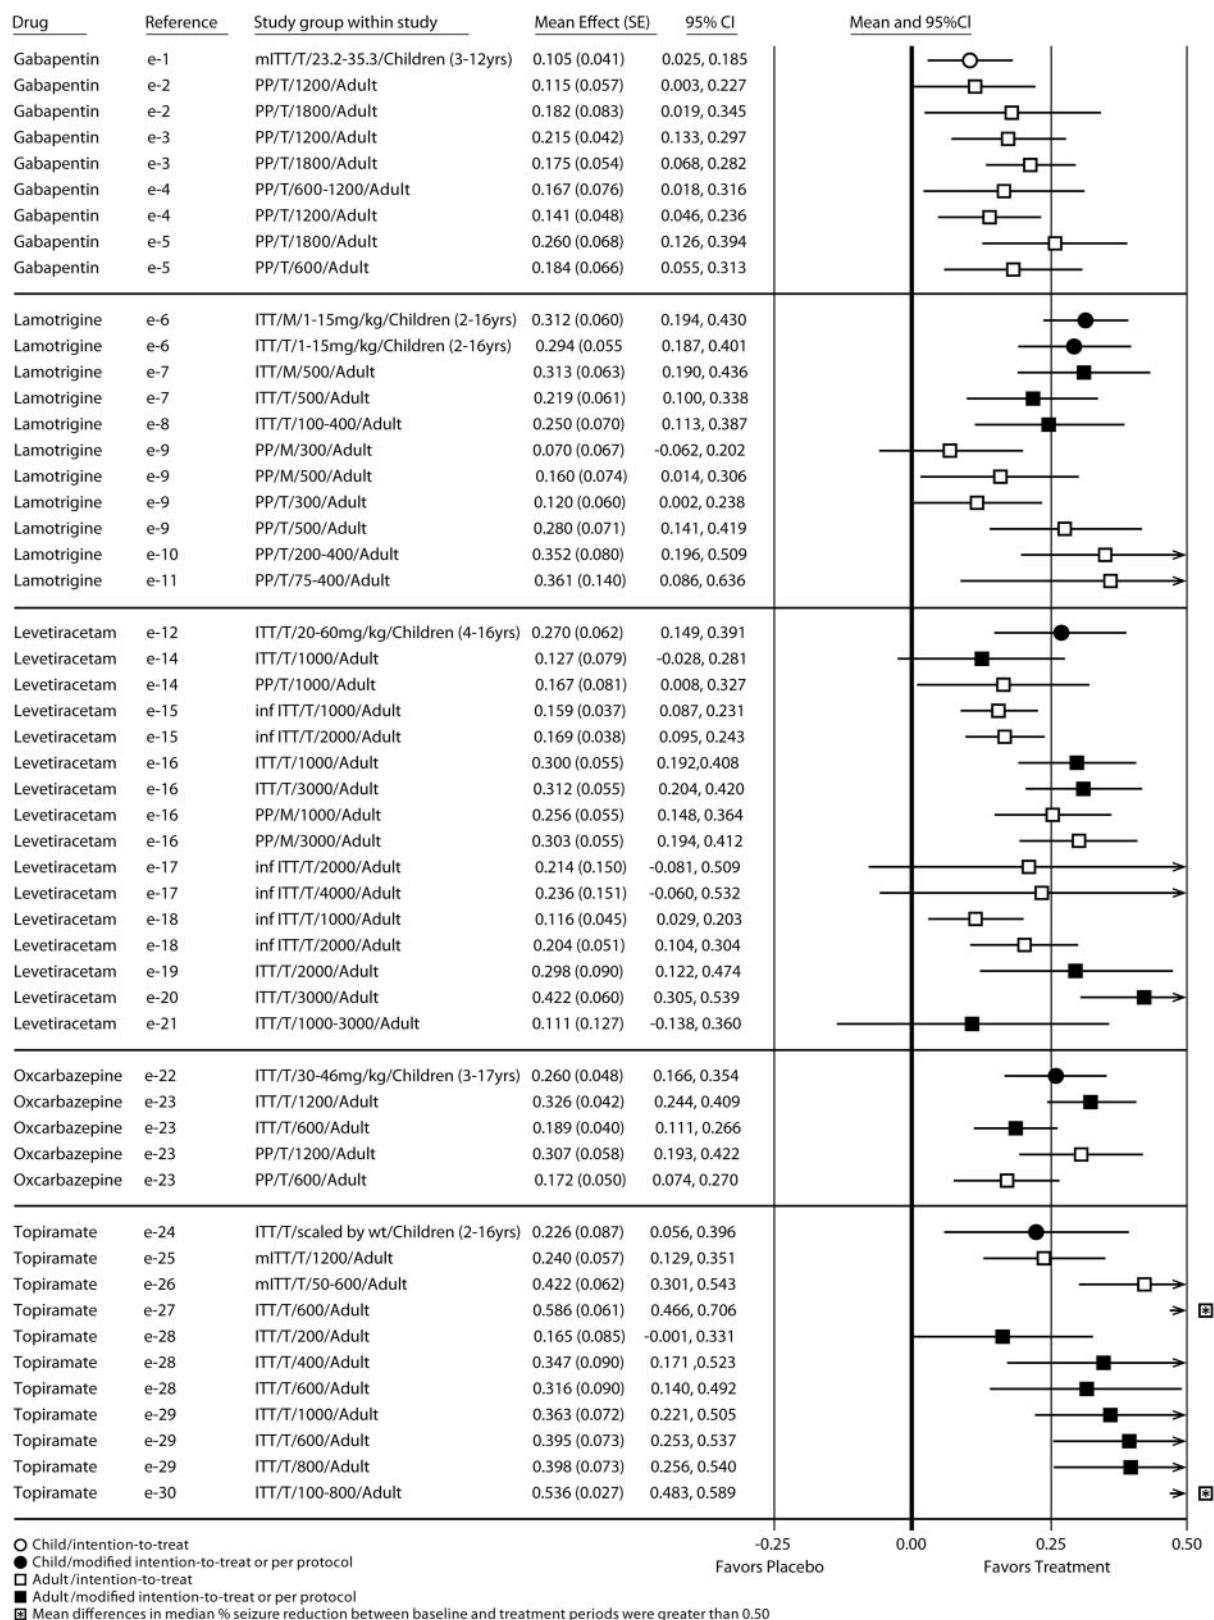 Drug Reference Study group within study Mean Effect (SE) 95% CI Mean and 95%CI
Gabapentin e-1 mITT/T/23.2-35.3/Children (3-12yrs) 0.105 (0.041) 0.025, 0.185
Gabapentin e-2 PP/T/1200/Adult 0.115 (0.057) 0.003, 0.227
Gabapentin e-2 PP/T/1800/Adult 0.182 (0.083) 0.019, 0.345
Gabapentin e-3 PP/T/1200/Adult 0.215 (0.042) 0.133, 0.297
Gabapentin e-3 PP/T/1800/Adult 0.175 (0.054) 0.068, 0.282
Gabapentin e-4 PP/T/600-1200/Adult 0.167 (0.076) 0.018, 0.316
Gabapentin e-4 PP/T/1200/Adult 0.141 (0.048) 0.046, 0.236
Gabapentin e-5 PP/T/1800/Adult 0.260 (0.068) 0.126, 0.394
Gabapentin e-5 PP/T/600/Adult 0.184 (0.066) 0.055, 0.313
Lamotrigine e-6 ITT/M/1-15mg/kg/Children (2-16yrs) 0.312 (0.060) 0.194, 0.430
Lamotrigine e-6 ITT/T/1-15mg/kg/Children (2-16yrs) 0.294 (0.055 0.187, 0.401
Lamotrigine e-7 ITT/M/500/Adult 0.313 (0.063) 0.190, 0.436
Lamotrigine e-7 ITT/T/500/Adult 0.219 (0.061) 0.100, 0.338
Lamotrigine e-8 ITT/T/100-400/Adult 0.250 (0.070) 0.113, 0.387
Lamotrigine e-9 PP/M/300/Adult 0.070 (0.067) -0.062, 0.202
Lamotrigine e-9 PP/M/500/Adult 0.160 (0.074) 0.014, 0.306
Lamotrigine e-9 PP/T/300/Adult 0.120 (0.060) 0.002, 0.238
Lamotrigine e-9 PP/T/500/Adult 0.280 (0.071) 0.141, 0.419
Lamotrigine e-10 PP/T/200-400/Adult 0.352 (0.080) 0.196, 0.509
Lamotrigine e-11 PP/T/75-400/Adult 0.361 (0.140) 0.086, 0.636
Levetiracetam e-12 ITT/T/20-60mg/kg/Children (4-16yrs) 0.270 (0.062) 0.149, 0.391
Levetiracetam e-14 ITT/T/1000/Adult 0.127 (0.079) -0.028, 0.281
Levetiracetam e-14 PP/T/1000/Adult 0.167 (0.081) 0.008, 0.327
Levetiracetam e-15 inf ITT/T/1000/Adult 0.159 (0.037) 0.087, 0.231
Levetiracetam e-15 inf ITT/T/2000/Adult 0.169 (0.038) 0.095, 0.243
Levetiracetam e-16 ITT/T/1000/Adult 0.300 (0.055) 0.192,0.408
Levetiracetam e-16 ITT/T/3000/Adult 0.312 (0.055) 0.204, 0.420
Levetiracetam e-16 PP/M/1000/Adult 0.256 (0.055) 0.148, 0.364
Levetiracetam e-16 PP/M/3000/Adult 0.303 (0.055) 0.194, 0.412
Levetiracetam e-17 inf ITT/T/2000/Adult 0.214 (0.150) -0.081, 0.509
Levetiracetam e-17 inf ITT/T/4000/Adult 0.236 (0.151) -0.060, 0.532
Levetiracetam e-18 inf ITT/T/1000/Adult 0.116 (0.045) 0.029, 0.203
Levetiracetam e-18 inf ITT/T/2000/Adult 0.204 (0.051) 0.104, 0.304
Levetiracetam e-19 ITT/T/2000/Adult 0.298 (0.090) 0.122, 0.474
Levetiracetam e-20 ITT/T/3000/Adult 0.422 (0.060) 0.305, 0.539
Levetiracetam e-21 ITT/T/1000-3000/Adult 0.111 (0.127) -0.138, 0.360
Oxcarbazepine e-22 ITT/T/30-46mg/kg/Children (3-17yrs) 0.260 (0.048) 0.166, 0.354
Oxcarbazepine e-23 ITT/T/1200/Adult 0.326 (0.042) 0.244, 0.409
Oxcarbazepine e-23 ITT/T/600/Adult 0.189 (0.040) 0.111, 0.266
Oxcarbazepine e-23 PP/T/1200/Adult 0.307 (0.058) 0.193, 0.422
Oxcarbazepine e-23 PP/T/600/Adult 0.172 (0.050) 0.074, 0.270
Topiramate e-24 ITT/T/scaled by wt/Children (2-16yrs) 0.226 (0.087) 0.056, 0.396
Topiramate e-25 mITT/T/1200/Adult 0.240 (0.057) 0.129, 0.351
Topiramate e-26 mITT/T/50-600/Adult 0.422 (0.062) 0.301, 0.543
Topiramate e-27 ITT/T/600/Adult 0.586 (0.061) 0.466, 0.706
Topiramate e-28 ITT/T/200/Adult 0.165 (0.085) -0.001, 0.331
Topiramate e-28 ITT/T/400/Adult 0.347 (0.090) 0.171, 0.523
Topiramate e-28 ITT/T/600/Adult 0.316 (0.090) 0.140, 0.492
Topiramate e-29 ITT/T/1000/Adult 0.363 (0.072) 0.221, 0.505
Topiramate e-29 ITT/T/600/Adult 0.395 (0.073) 0.253, 0.537
Topiramate e-29 ITT/T/800/Adult 0.398 (0.073) 0.256, 0.540
Topiramate e-30 ITT/T/100-800/Adult 0.536 (0.027) 0.483, 0.589
-0.25 0.00 0.25 0.50
Favors Placebo Favors Treatment
Child/intention-to-treat
Child/modified intention-to-treat or per protocol
Adult/intention-to-treat
Adult/modified intention-to-treat or per protocol
Mean differences in median % seizure reduction between baseline and treatment periods were greater than 0.50